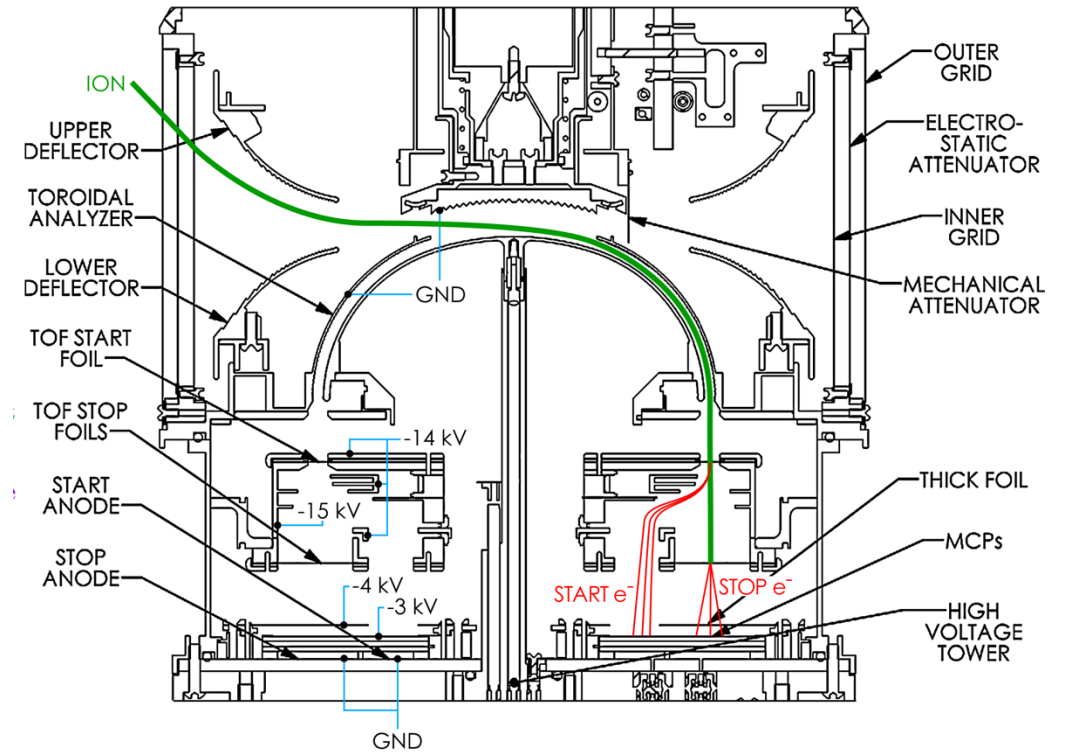 ION
UPPER
DEFLECTOR
TOROIDAL
ANALYZER
LOWER
DEFLECTOR
TOF START
FOIL
TOF STOP
FOILS
START
ANODE
STOP
ANODE
GND
-14 kV
-15 kV
-4 kV
-3 kV
GND
START e⁻
STOP e⁻
OUTER
GRID
ELECTRO-
STATIC
ATTENUATOR
INNER
GRID
MECHANICAL
ATTENUATOR
THICK FOIL
MCPs
HIGH
VOLTAGE
TOWER